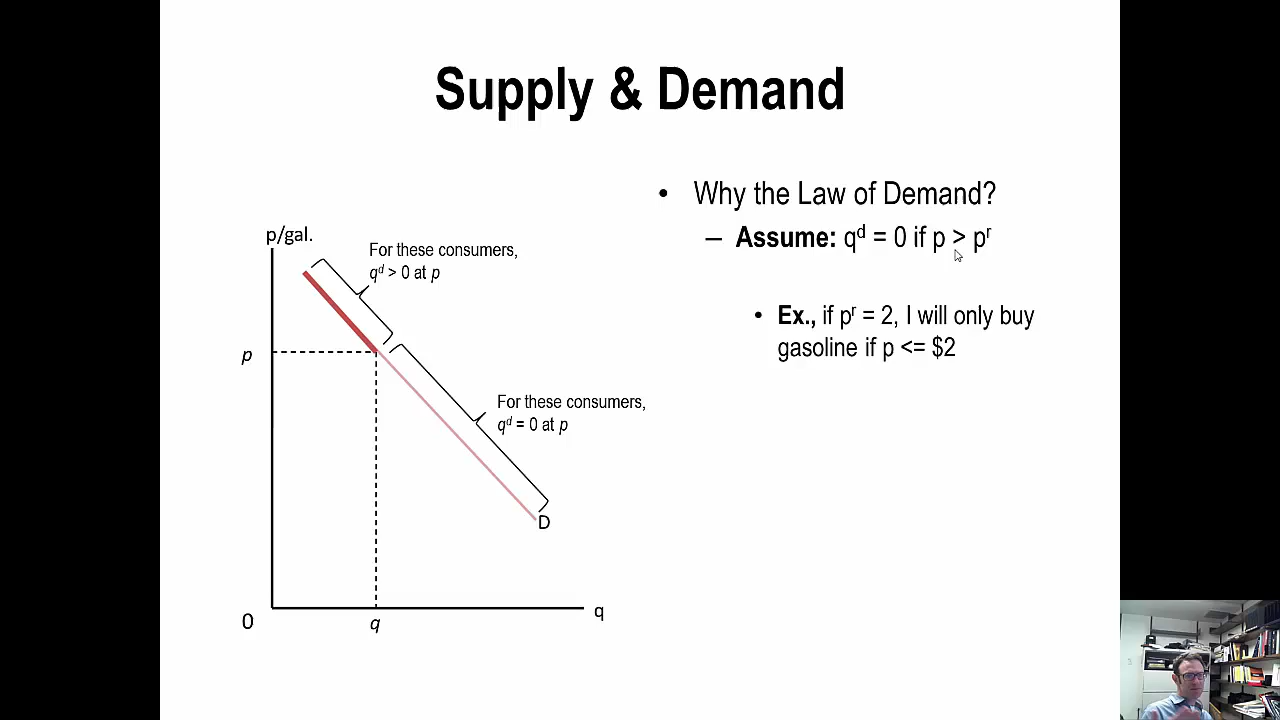 Supply & Demand
• Why the Law of Demand?
– Assume: qᵈ = 0 if p > pʳ
• Ex., if pʳ = 2, I will only buy
gasoline if p <= $2
p/gal.
For these consumers,
qᵈ > 0 at p
p
For these consumers,
qᵈ = 0 at p
D
0
q
q